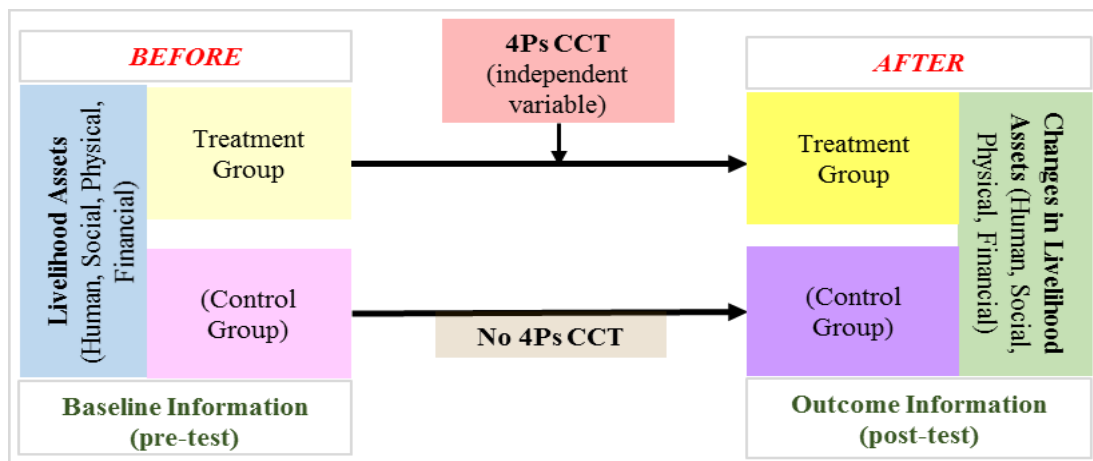 BEFORE
Livelihood Assets
(Human, Social, Physical,
Financial)
Treatment
Group
(Control
Group)
Baseline Information
(pre-test)
4Ps CCT
(independent
variable)
No 4Ps CCT
AFTER
Treatment
Group
(Control
Group)
Changes in Livelihood
Assets (Human, Social,
Physical, Financial)
Outcome Information
(post-test)